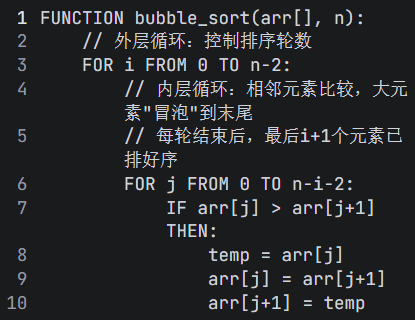 1 FUNCTION bubble_sort(arr[], n):
2 // 外层循环：控制排序轮数
3 FOR i FROM 0 TO n-2:
4 // 内层循环：相邻元素比较，大元
素"冒泡"到末尾
5 // 每轮结束后，最后i+1个元素已
排好序
6 FOR j FROM 0 TO n-i-2:
7 IF arr[j] > arr[j+1]
THEN:
8 temp = arr[j]
9 arr[j] = arr[j+1]
10 arr[j+1] = temp